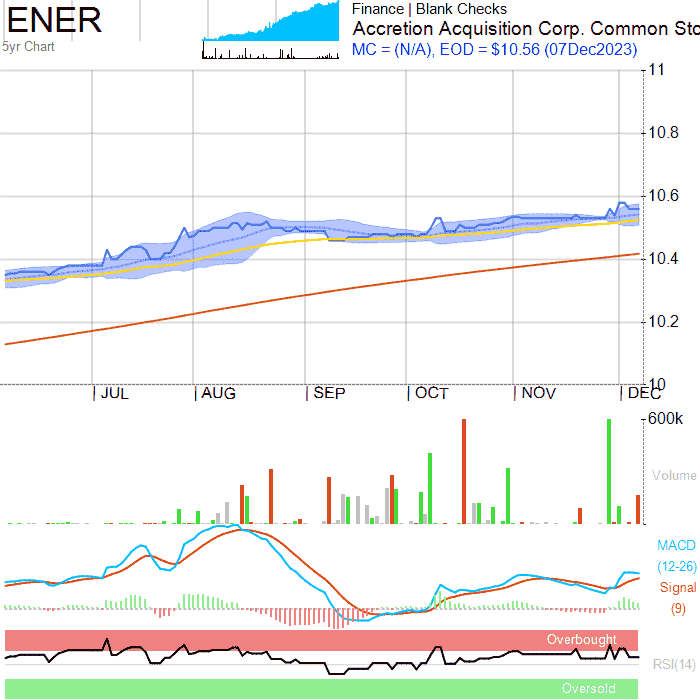 ENER
5yr Chart
Finance | Blank Checks
Accretion Acquisition Corp. Common Sto
MC = (N/A), EOD = $10.56 (07Dec2023)
11
10.8
10.6
10.4
10.2
10
JUL AUG SEP OCT NOV DEC
600k
Volume
MACD
(12-26)
Signal
(9)
Overbought
RSI(14)
Oversold